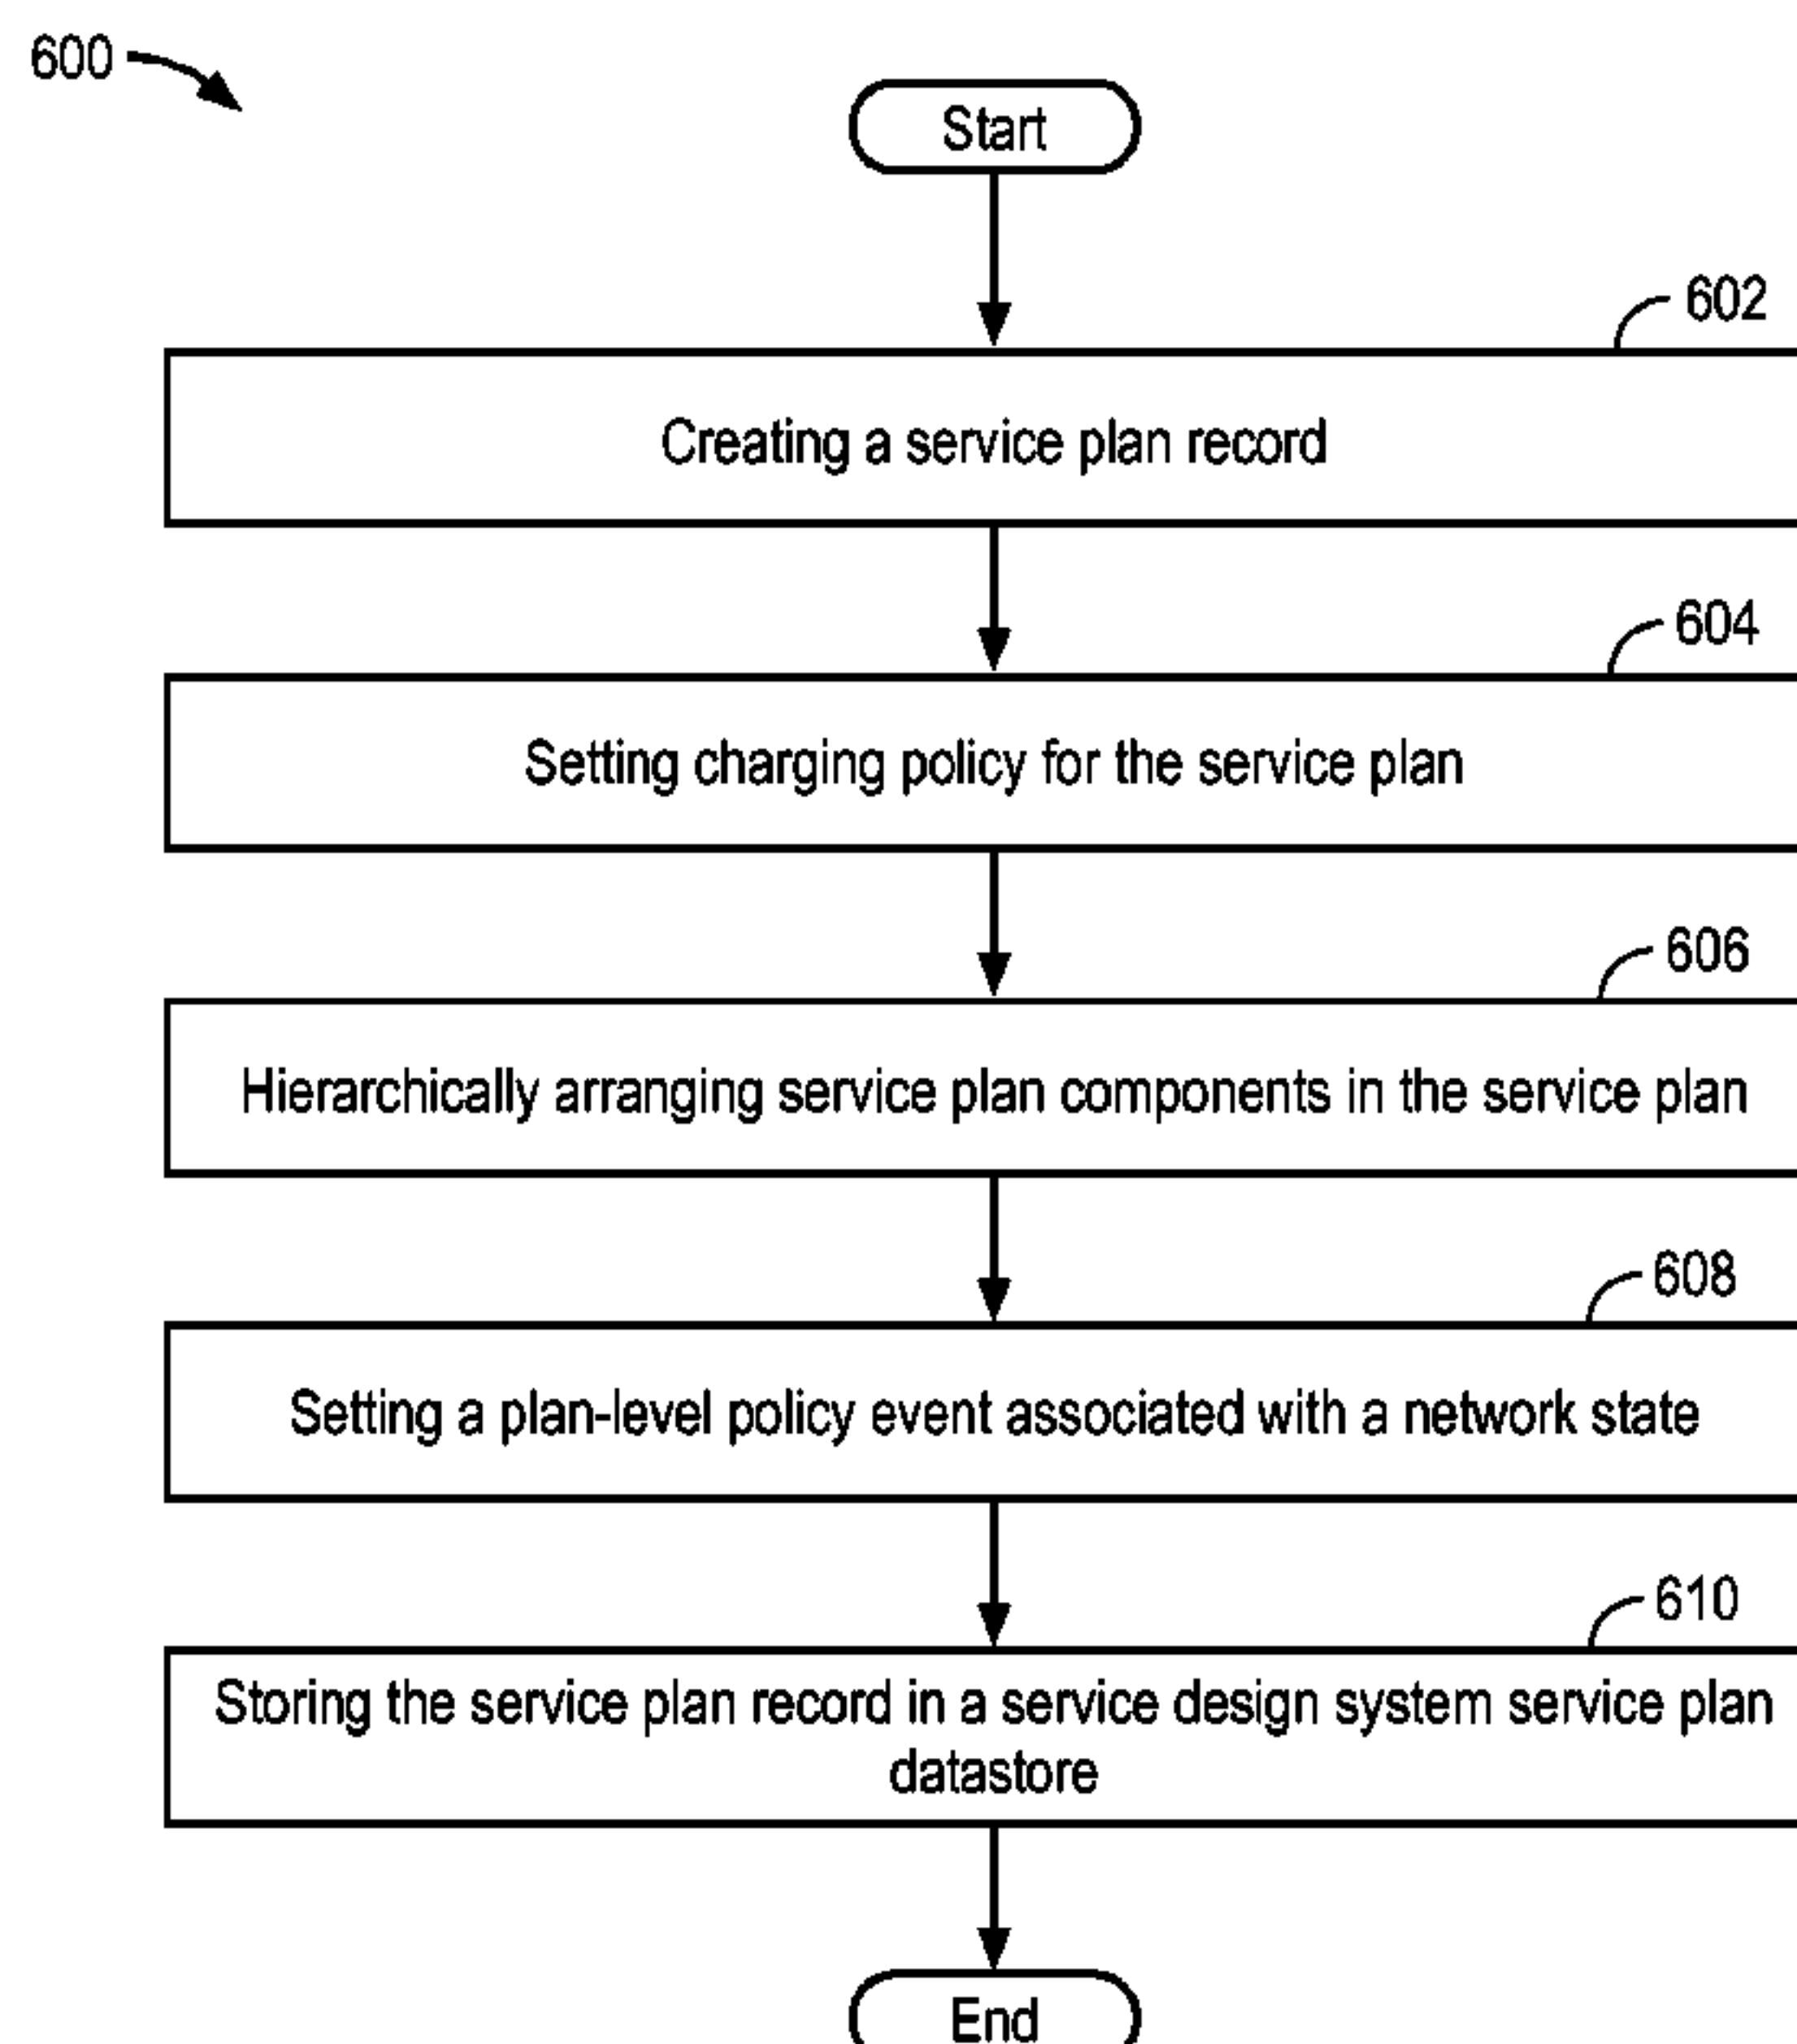 600
Start
602
Creating a service plan record
604
Setting charging policy for the service plan
606
Hierarchically arranging service plan components in the service plan
608
Setting a plan-level policy event associated with a network state
610
Storing the service plan record in a service design system service plan
datastore
End